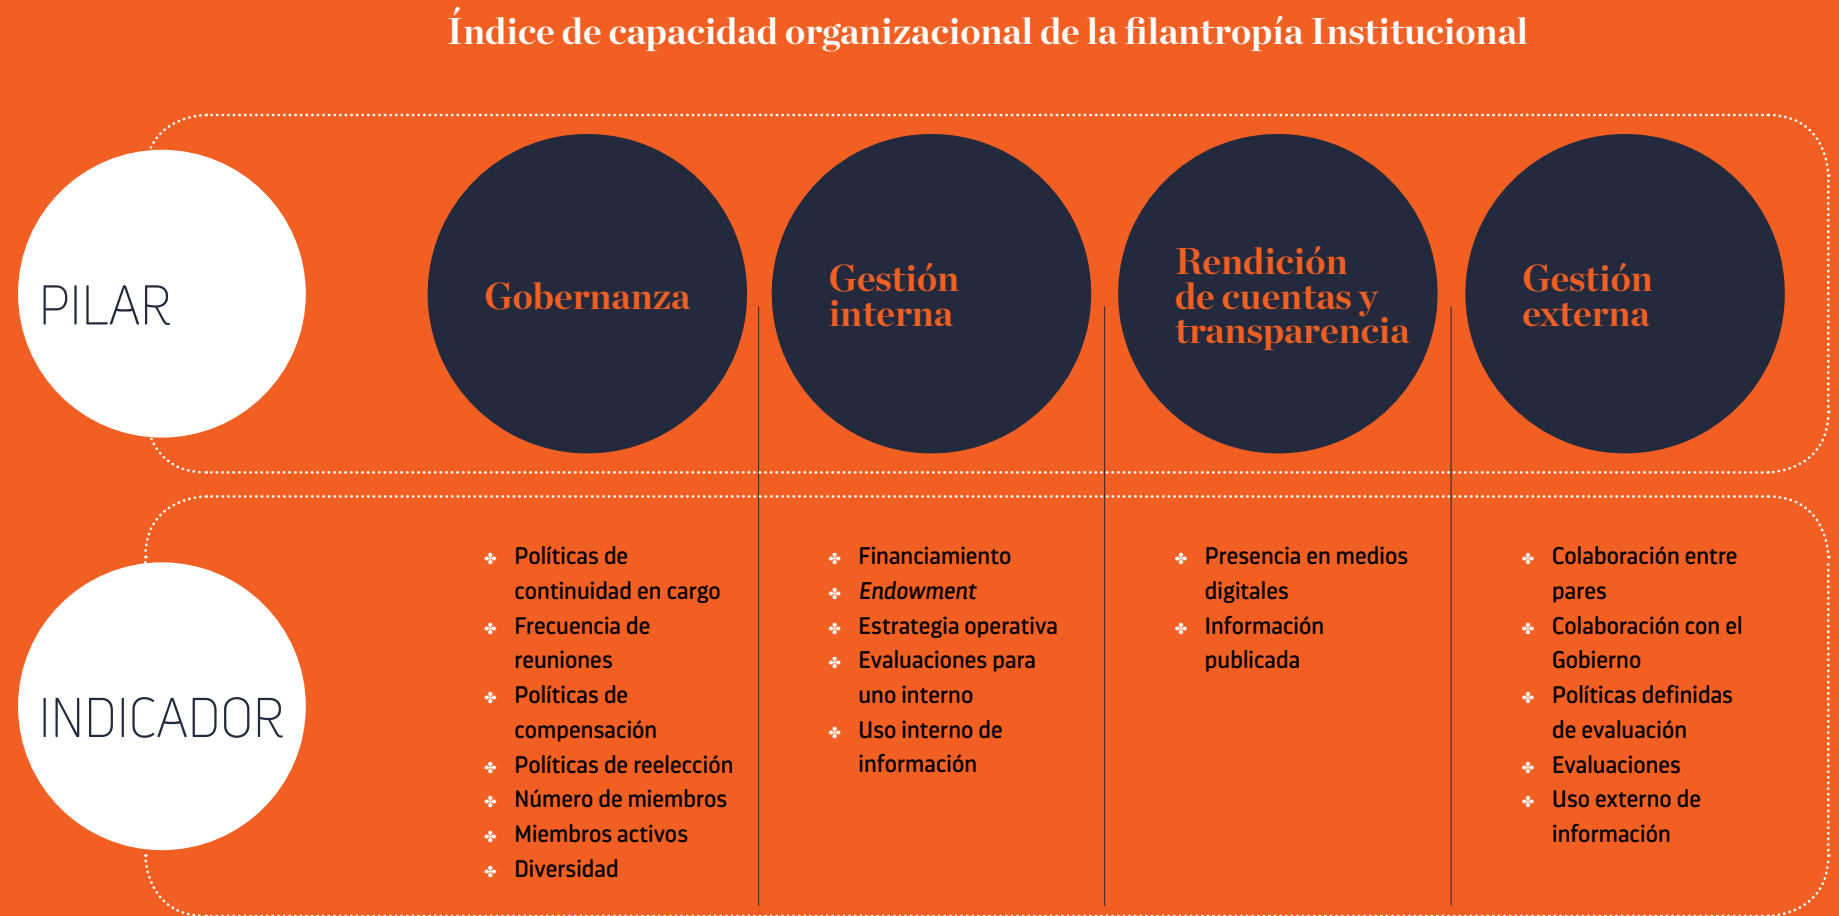 Índice de capacidad organizacional de la filantropía Institucional
PILAR
Gobernanza
Gestión
interna
Rendición
de cuentas y
transparencia
Gestión
externa
INDICADOR
Políticas de
continuidad en cargo
Frecuencia de
reuniones
Políticas de
compensación
Políticas de reelección
Número de miembros
Miembros activos
Diversidad
Financiamiento
Endowment
Estrategia operativa
Evaluaciones para
uno interno
Uso interno de
información
Presencia en medios
digitales
Información
publicada
Colaboración entre
pares
Colaboración con el
Gobierno
Políticas definidas
de evaluación
Evaluaciones
Uso externo de
información